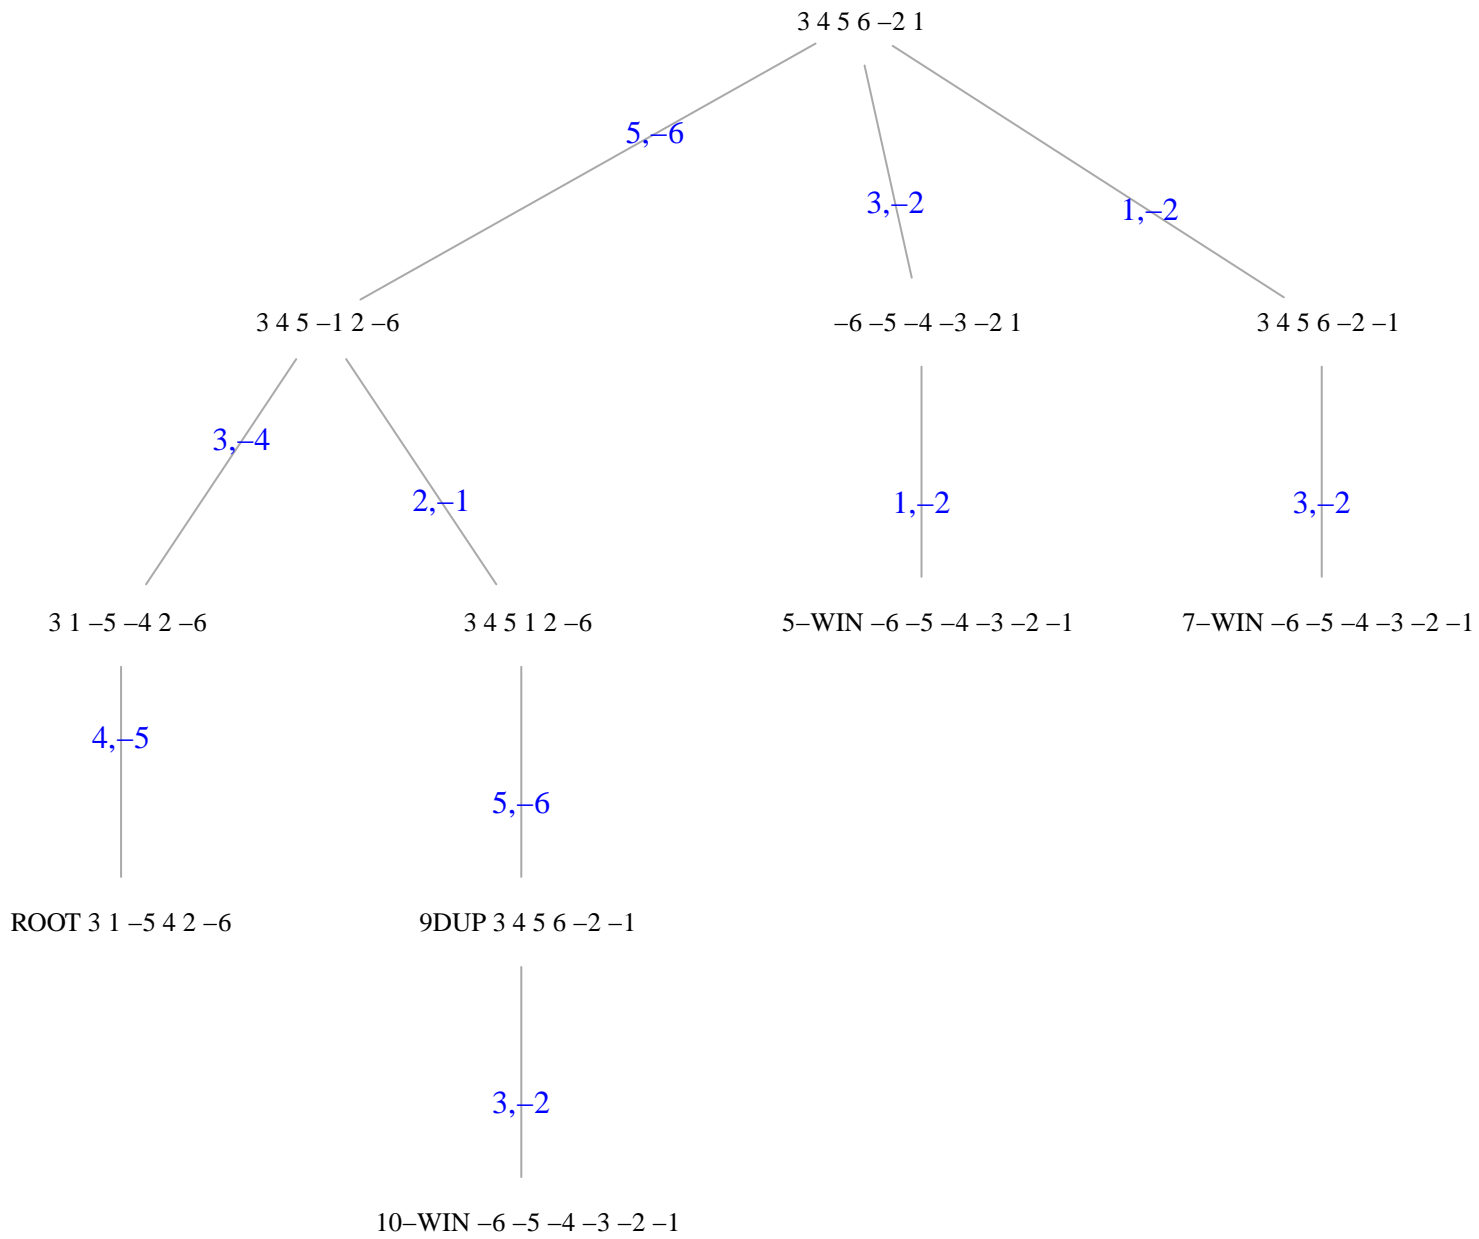 3 4 5 6 –2 1
5,–6
3,–2
1,–2
3 4 5 –1 2 –6
–6 –5 –4 –3 –2 1
3 4 5 6 –2 –1
3,–4
2,–1
1,–2
3,–2
3 1 –5 –4 2 –6
3 4 5 1 2 –6
5–WIN –6 –5 –4 –3 –2 –1
7–WIN –6 –5 –4 –3 –2 –1
4,–5
5,–6
ROOT 3 1 –5 4 2 –6
9DUP 3 4 5 6 –2 –1
3,–2
10–WIN –6 –5 –4 –3 –2 –1